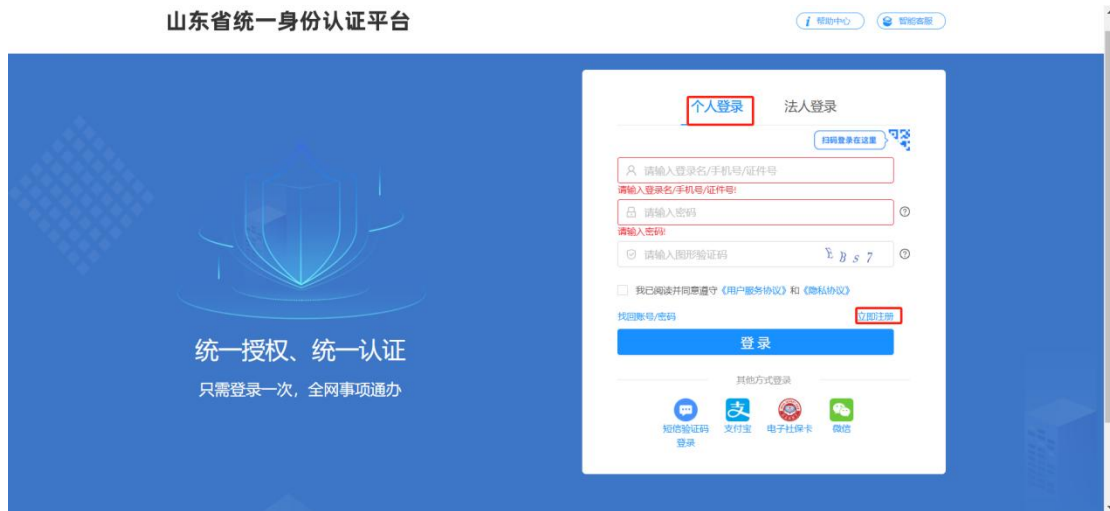 山东省统一身份认证平台
帮助中心 智能客服
个人登录 法人登录
扫码登录在这里
请输入登录名/手机号/证件号
请输入登录名/手机号/证件号!
请输入密码
请输入密码!
请输入图形验证码 E B s 7
我已阅读并同意遵守《用户服务协议》和《隐私协议》
找回账号/密码 立即注册
登录
统一授权、统一认证
只需登录一次，全网事项通办
其他方式登录
短信验证码 支付宝 电子社保卡 微信
登录